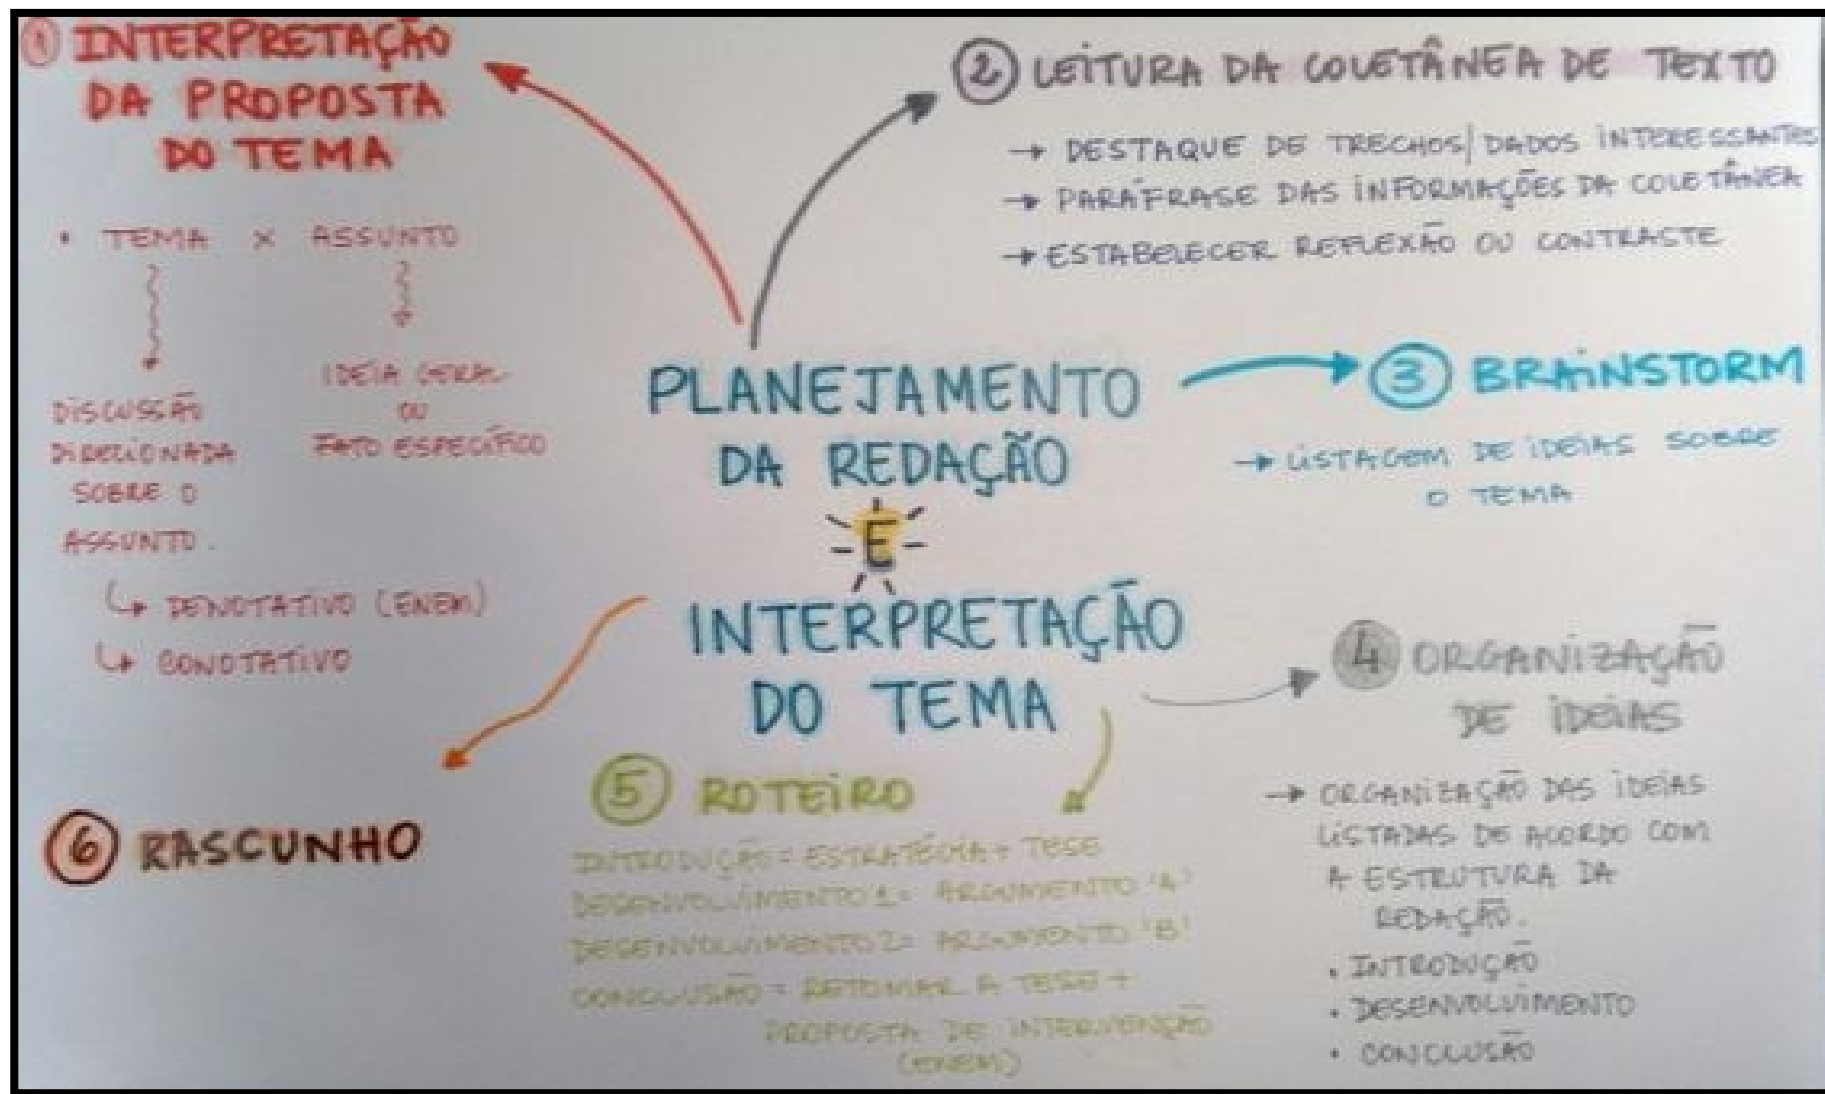 PLANEJAMENTO
DA REDAÇÃO
E
INTERPRETAÇÃO
DO TEMA
1 INTERPRETAÇÃO
DA PROPOSTA
DO TEMA
• TEMA X ASSUNTO
DISCUSSÃO
DIRECIONADA
SOBRE O
ASSUNTO.
IDEIA GERAL
OU
FATO ESPECÍFICO
↳ DENOTATIVO (ENEM)
↳ CONOTATIVO
2 LEITURA DA COLETÂNEA DE TEXTO
→ DESTAQUE DE TRECHOS/DADOS INTERESSANTES
→ PARÁFRASE DAS INFORMAÇÕES DA COLETÂNEA
→ ESTABELECER REFLEXÃO OU CONTRASTE
3 BRAINSTORM
→ LISTAGEM DE IDEIAS SOBRE
O TEMA
4 ORGANIZAÇÃO
DE IDEIAS
→ ORGANIZAÇÃO DAS IDEIAS
LISTADAS DE ACORDO COM
A ESTRUTURA DA
REDAÇÃO.
• INTRODUÇÃO
• DESENVOLVIMENTO
• CONCLUSÃO
5 ROTEIRO
INTRODUÇÃO = ESTRATÉGIA + TESE
DESENVOLVIMENTO 1 = ARGUMENTO 'A'
DESENVOLVIMENTO 2 = ARGUMENTO 'B'
CONCLUSÃO = RETOMAR A TESE +
PROPOSTA DE INTERVENÇÃO
(ENEM)
6 RASCUNHO